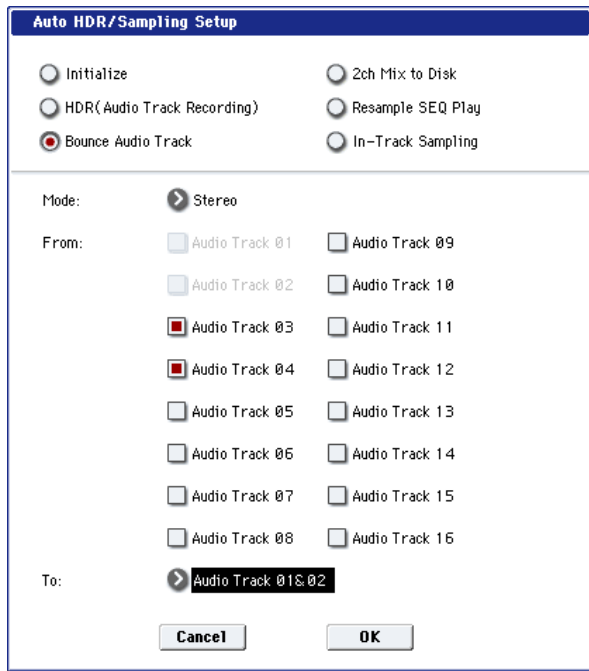 Auto HDR/Sampling Setup
Initialize 2ch Mix to Disk
HDR(Audio Track Recording) Resample SEQ Play
Bounce Audio Track In-Track Sampling
Mode: Stereo
From: Audio Track 01 Audio Track 09
Audio Track 02 Audio Track 10
Audio Track 03 Audio Track 11
Audio Track 04 Audio Track 12
Audio Track 05 Audio Track 13
Audio Track 06 Audio Track 14
Audio Track 07 Audio Track 15
Audio Track 08 Audio Track 16
To: Audio Track 01&02
Cancel OK